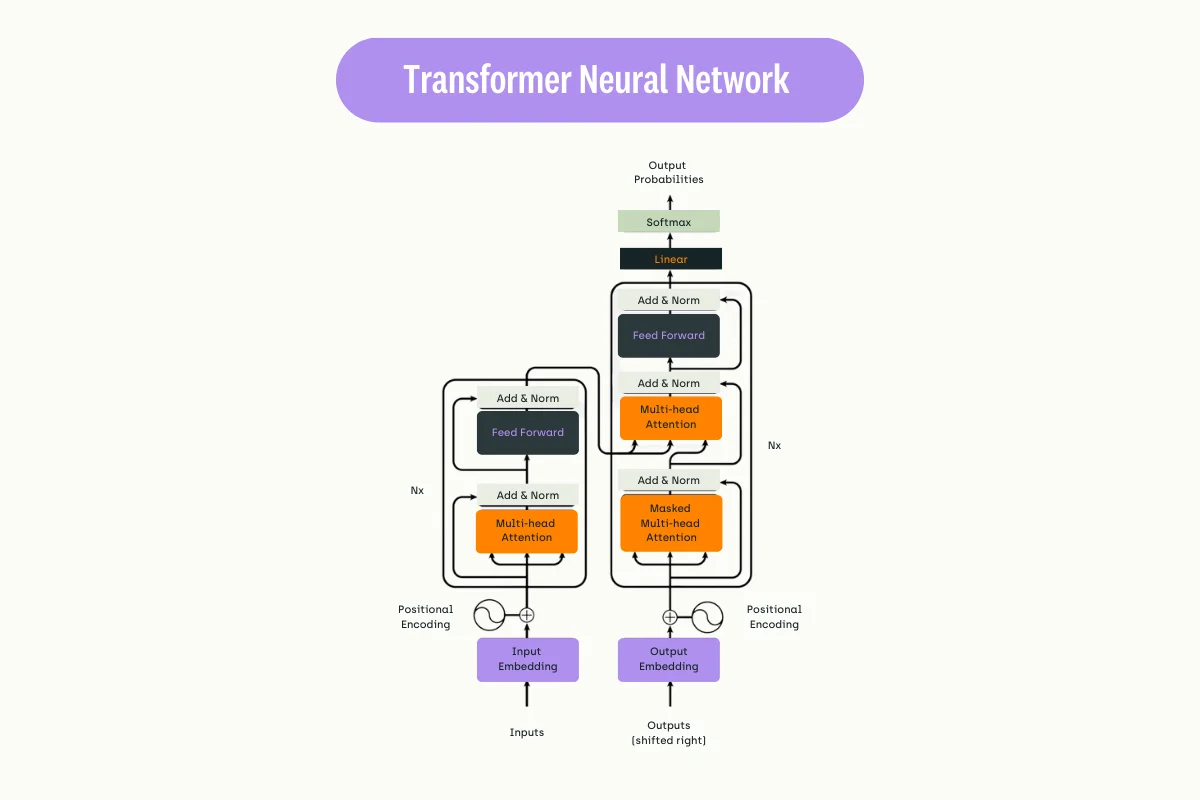 Transformer Neural Network
Output
Probabilities
Softmax
Linear
Add & Norm
Feed Forward
Add & Norm
Multi-head
Attention
Nx
Add & Norm
Masked
Multi-head
Attention
Add & Norm
Feed Forward
Nx
Add & Norm
Multi-head
Attention
Positional
Encoding
Positional
Encoding
Input
Embedding
Output
Embedding
Inputs
Outputs
(shifted right)